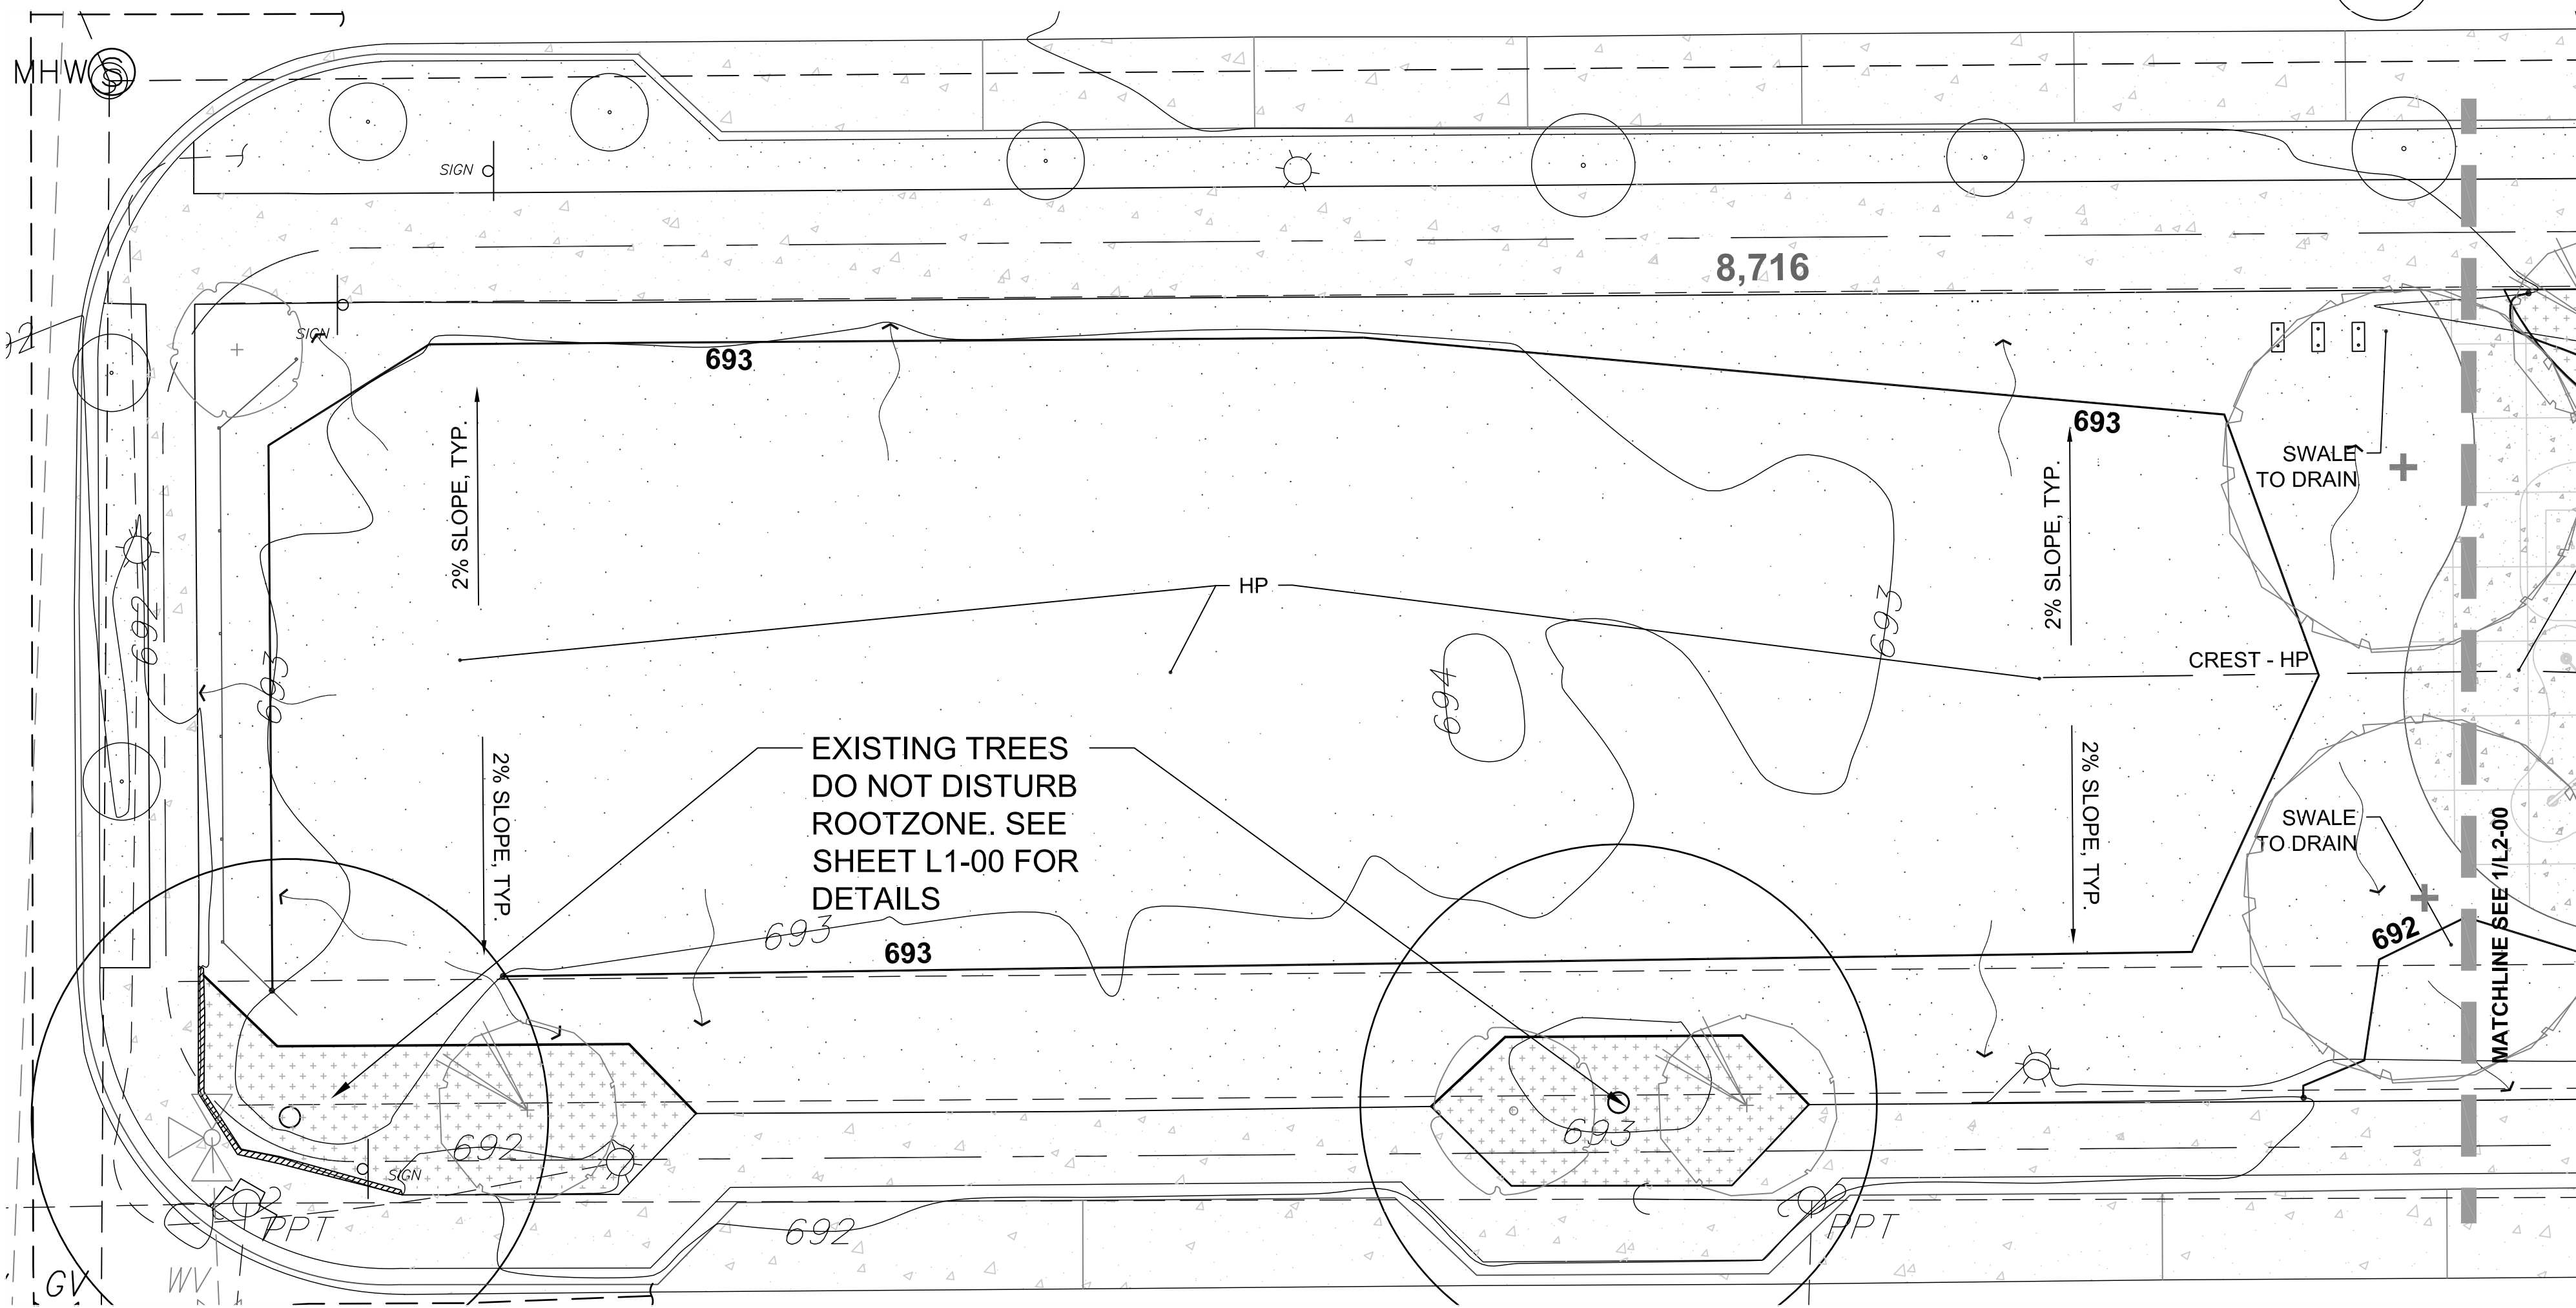 MHW
S
SIGN
8,716
SIGN
693
693
2% SLOPE, TYP.
2% SLOPE, TYP.
SWALE
TO DRAIN
HP
692
693
693
694
CREST - HP
EXISTING TREES
DO NOT DISTURB
ROOTZONE. SEE
SHEET L1-00 FOR
DETAILS
2% SLOPE, TYP.
2% SLOPE, TYP.
SWALE
TO DRAIN
MATCHLINE SEE 1/L2-00
693
693
692
692
693
SIGN
692
PPT
PPT
GV
WV